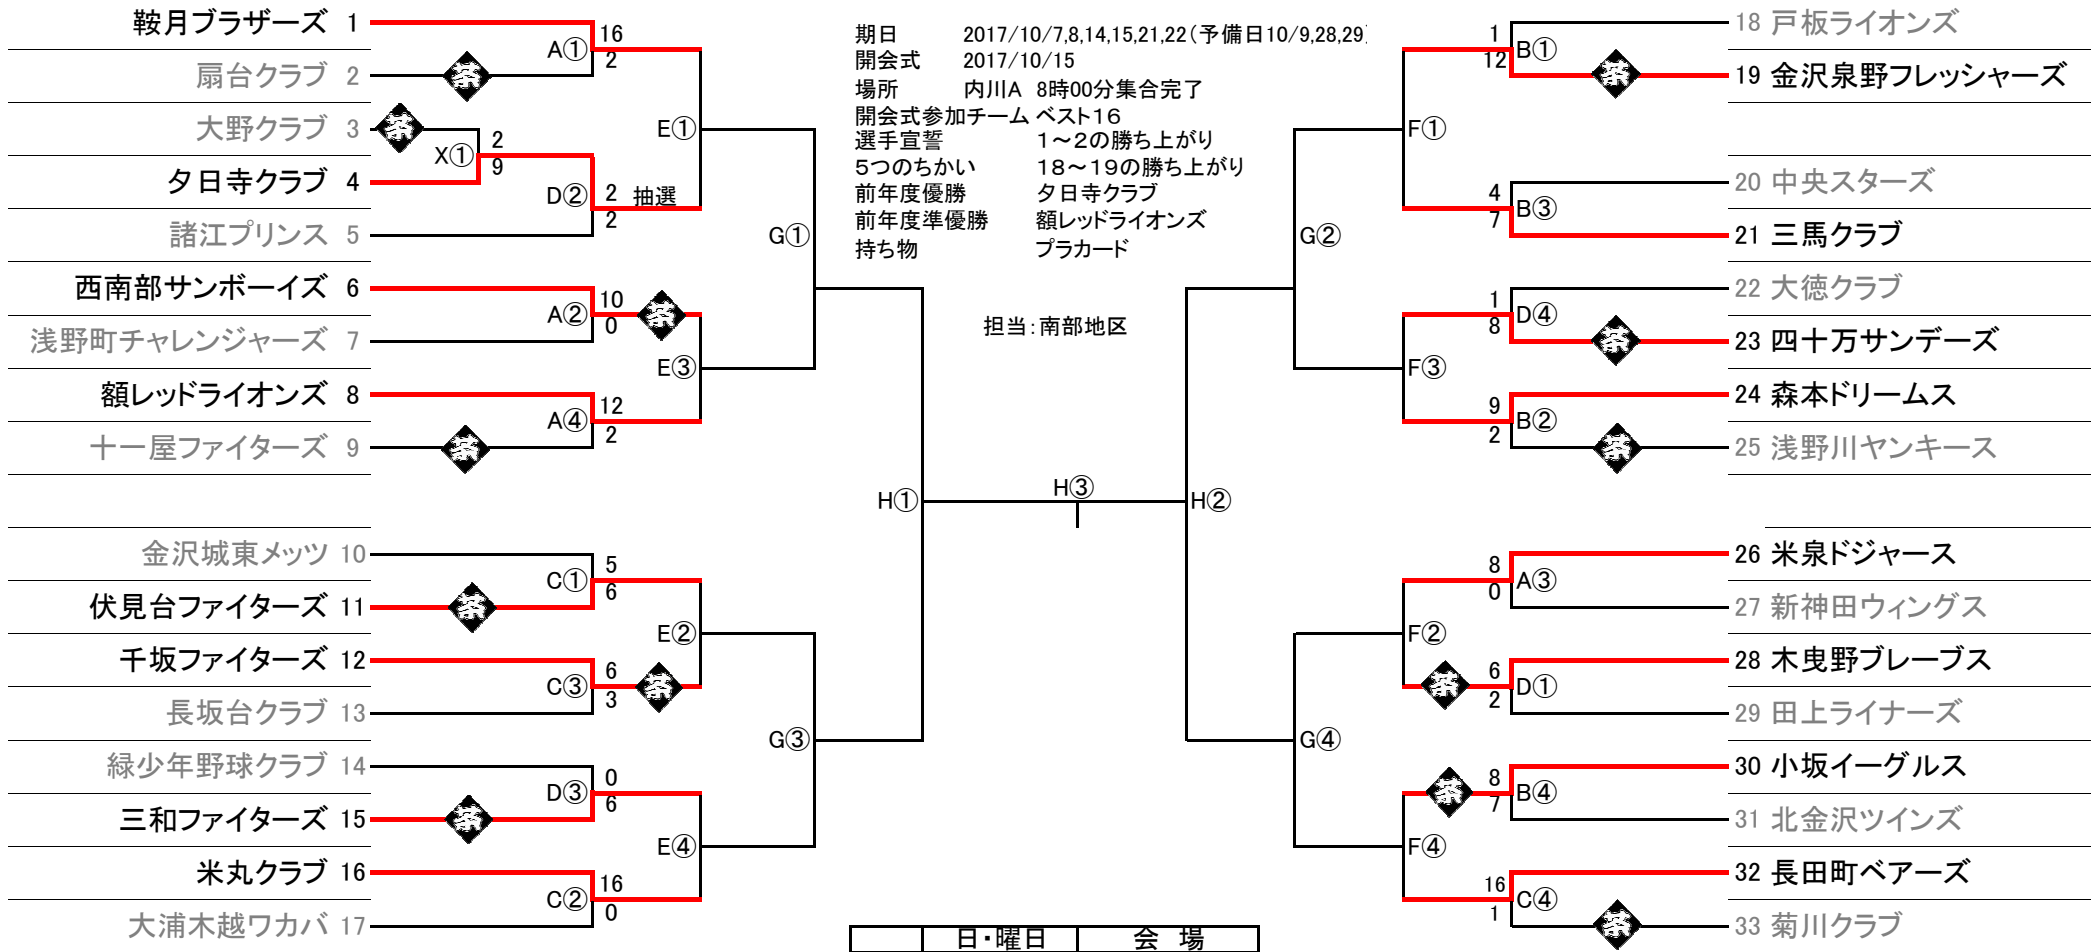 鞍月ブラザーズ 1
扇台クラブ 2
大野クラブ 3
夕日寺クラブ 4
諸江プリンス 5
西南部サンボーイズ 6
浅野町チャレンジャーズ 7
額レッドライオンズ 8
十一屋ファイターズ 9
金沢城東メッツ 10
伏見台ファイターズ 11
千坂ファイターズ 12
長坂台クラブ 13
緑少年野球クラブ 14
三和ファイターズ 15
米丸クラブ 16
大浦木越ワカバ 17
X① 2 9
A① 16 2
D② 2 抽選 2
A② 10 0
A④ 12 2
C① 5 6
C③ 6 3
D③ 0 6
C② 16 0
E①
E③
E②
E④
G①
G③
H①
期日 2017/10/7,8,14,15,21,22(予備日10/9,28,29)
開会式 2017/10/15
場所 内川A 8時00分集合完了
開会式参加チーム ベスト16
選手宣誓 1～2の勝ち上がり
5つのちかい 18～19の勝ち上がり
前年度優勝 夕日寺クラブ
前年度準優勝 額レッドライオンズ
持ち物 プラカード
担当:南部地区
H③
H②
G②
G④
F①
F③
F②
F④
1 12 B①
4 7 B③
1 8 D④
9 2 B②
8 0 A③
6 2 D①
8 7 B④
16 1 C④
18 戸板ライオンズ
19 金沢泉野フレッシャーズ
20 中央スターズ
21 三馬クラブ
22 大徳クラブ
23 四十万サンデーズ
24 森本ドリームス
25 浅野川ヤンキース
26 米泉ドジャース
27 新神田ウィングス
28 木曳野ブレーブス
29 田上ライナーズ
30 小坂イーグルス
31 北金沢ツインズ
32 長田町ベアーズ
33 菊川クラブ
日・曜日 会 場